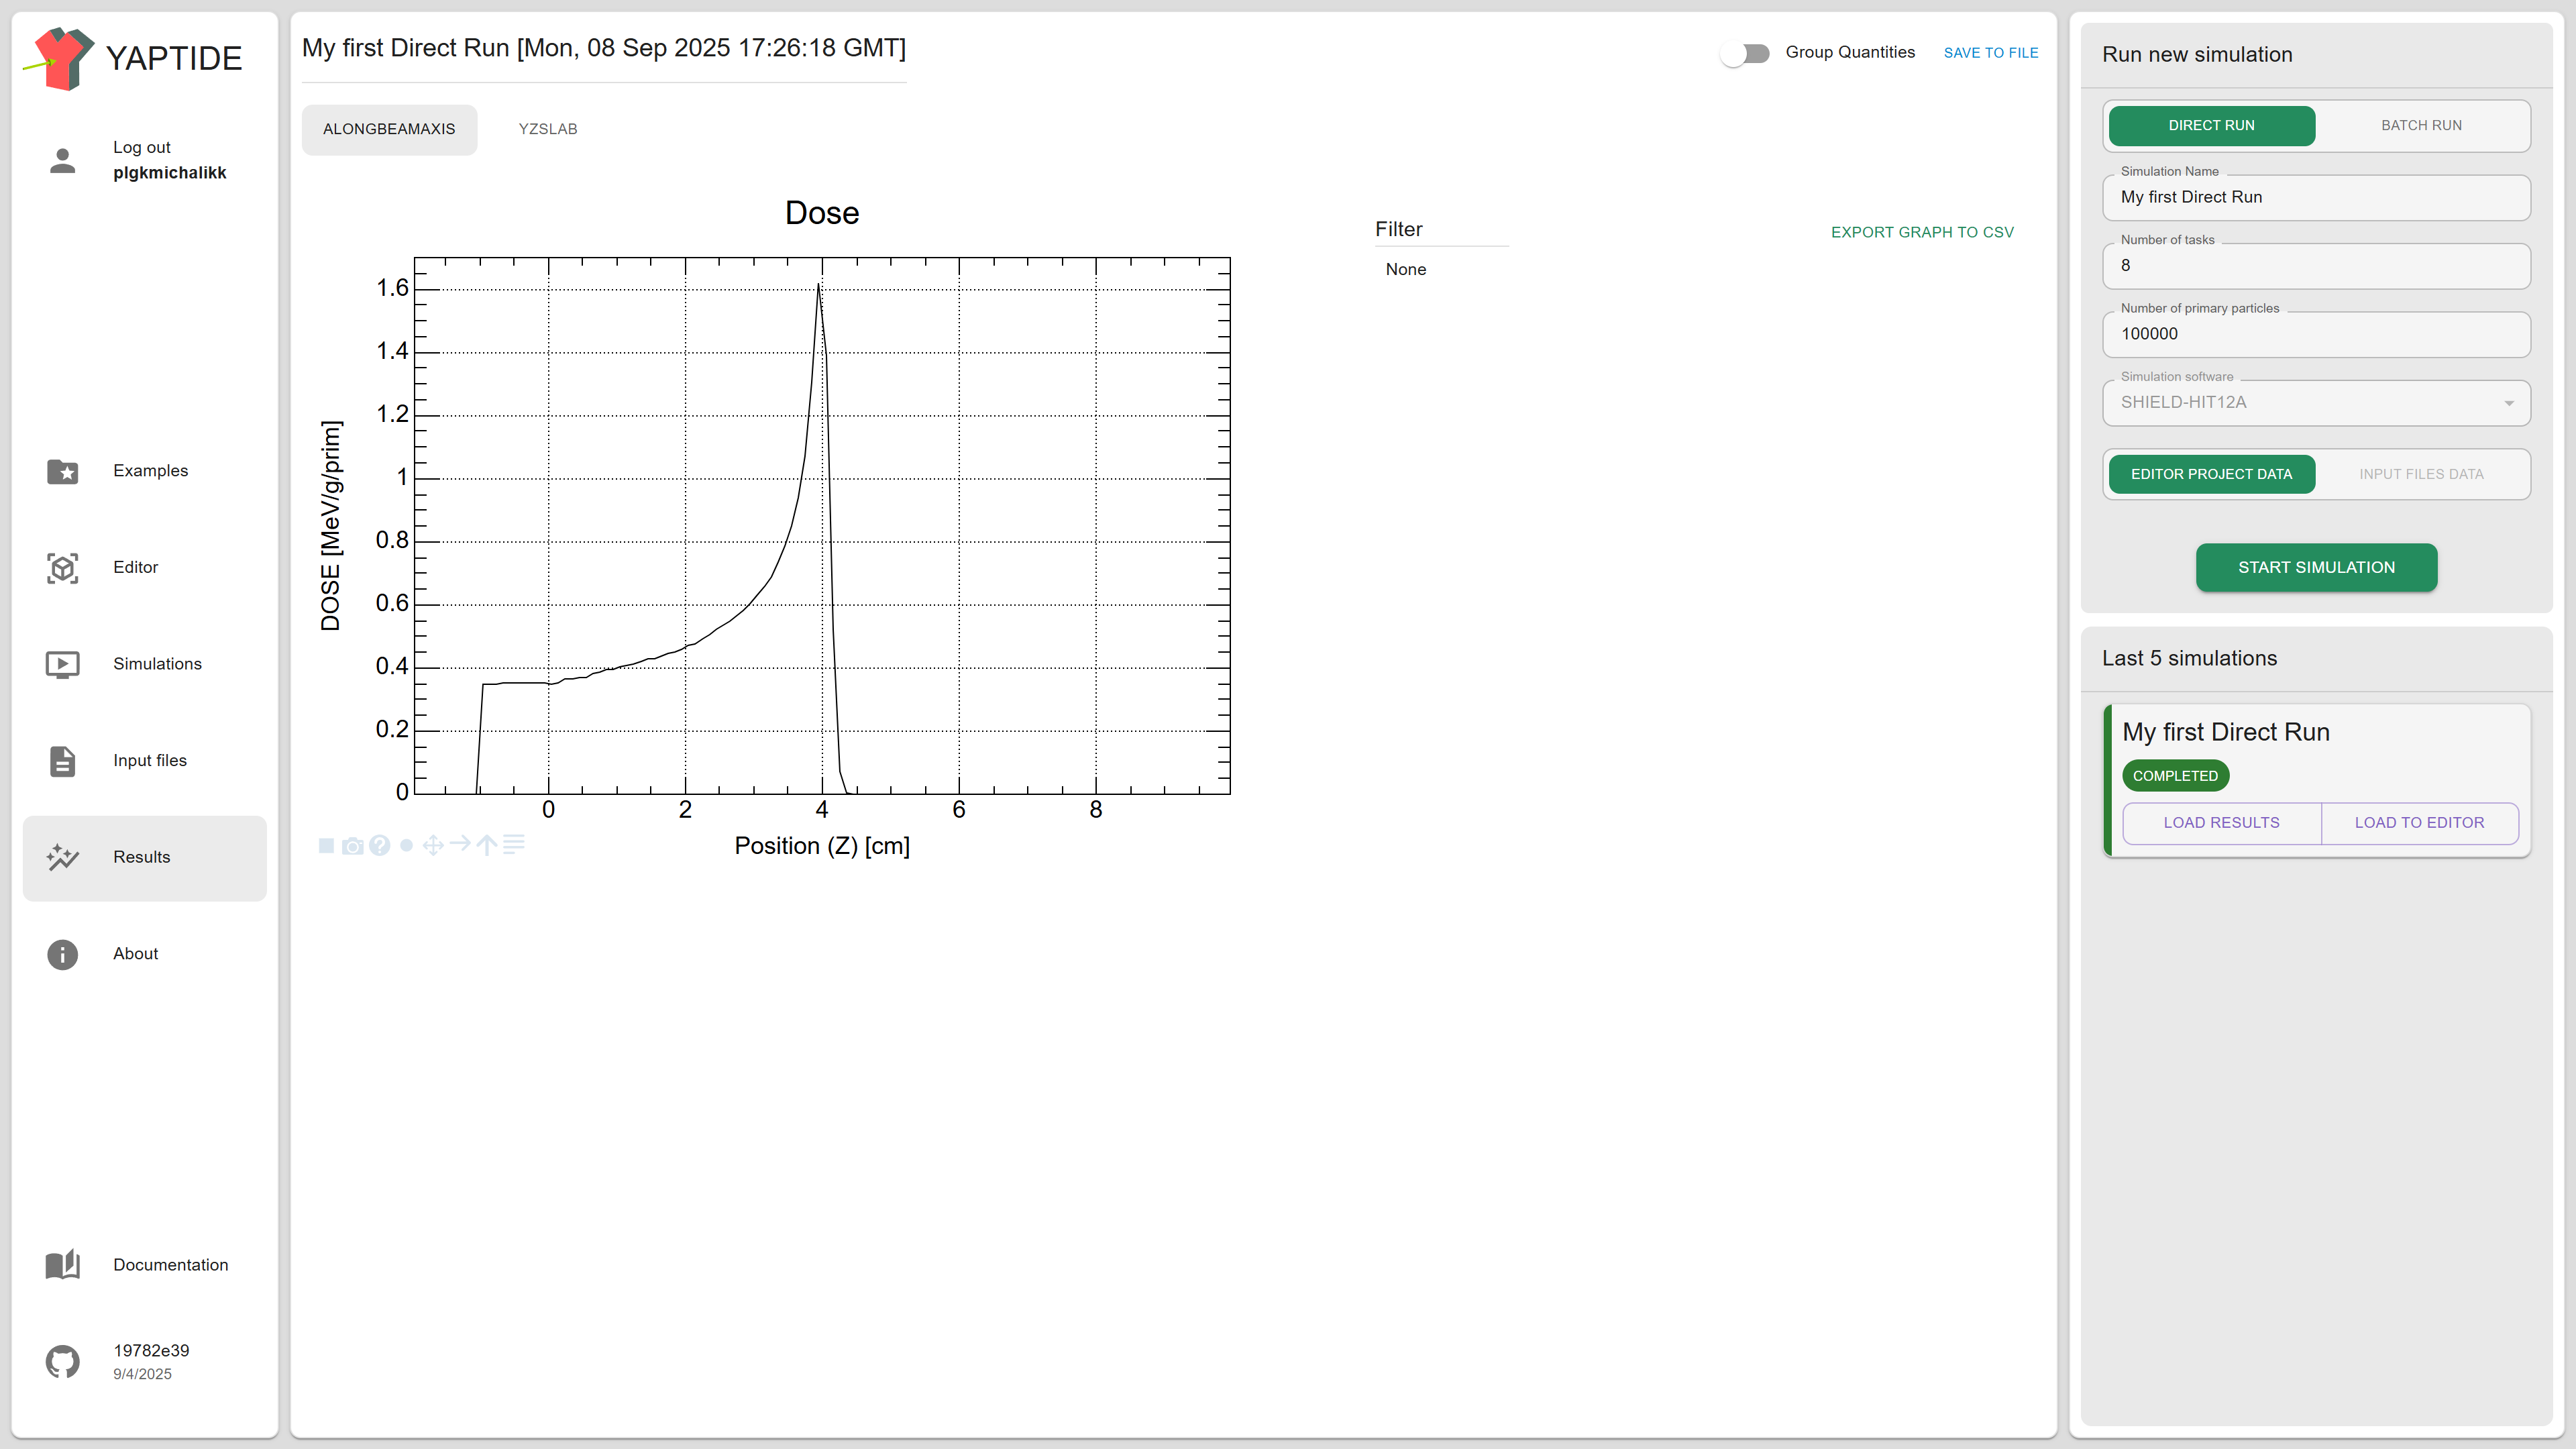 YAPTIDE
Log out
plgkmichalikk
Examples
Editor
Simulations
Input files
Results
About
Documentation
19782e39
9/4/2025
My first Direct Run [Mon, 08 Sep 2025 17:26:18 GMT]
Group Quantities
SAVE TO FILE
ALONGBEAMAXIS
YZSLAB
Dose
1.6
1.4
1.2
1
0.8
0.6
0.4
0.2
0
DOSE [MeV/g/prim]
0 2 4 6 8
Position (Z) [cm]
Filter
None
EXPORT GRAPH TO CSV
Run new simulation
DIRECT RUN
BATCH RUN
Simulation Name
My first Direct Run
Number of tasks
8
Number of primary particles
100000
Simulation software
SHIELD-HIT12A
EDITOR PROJECT DATA
INPUT FILES DATA
START SIMULATION
Last 5 simulations
My first Direct Run
COMPLETED
LOAD RESULTS
LOAD TO EDITOR